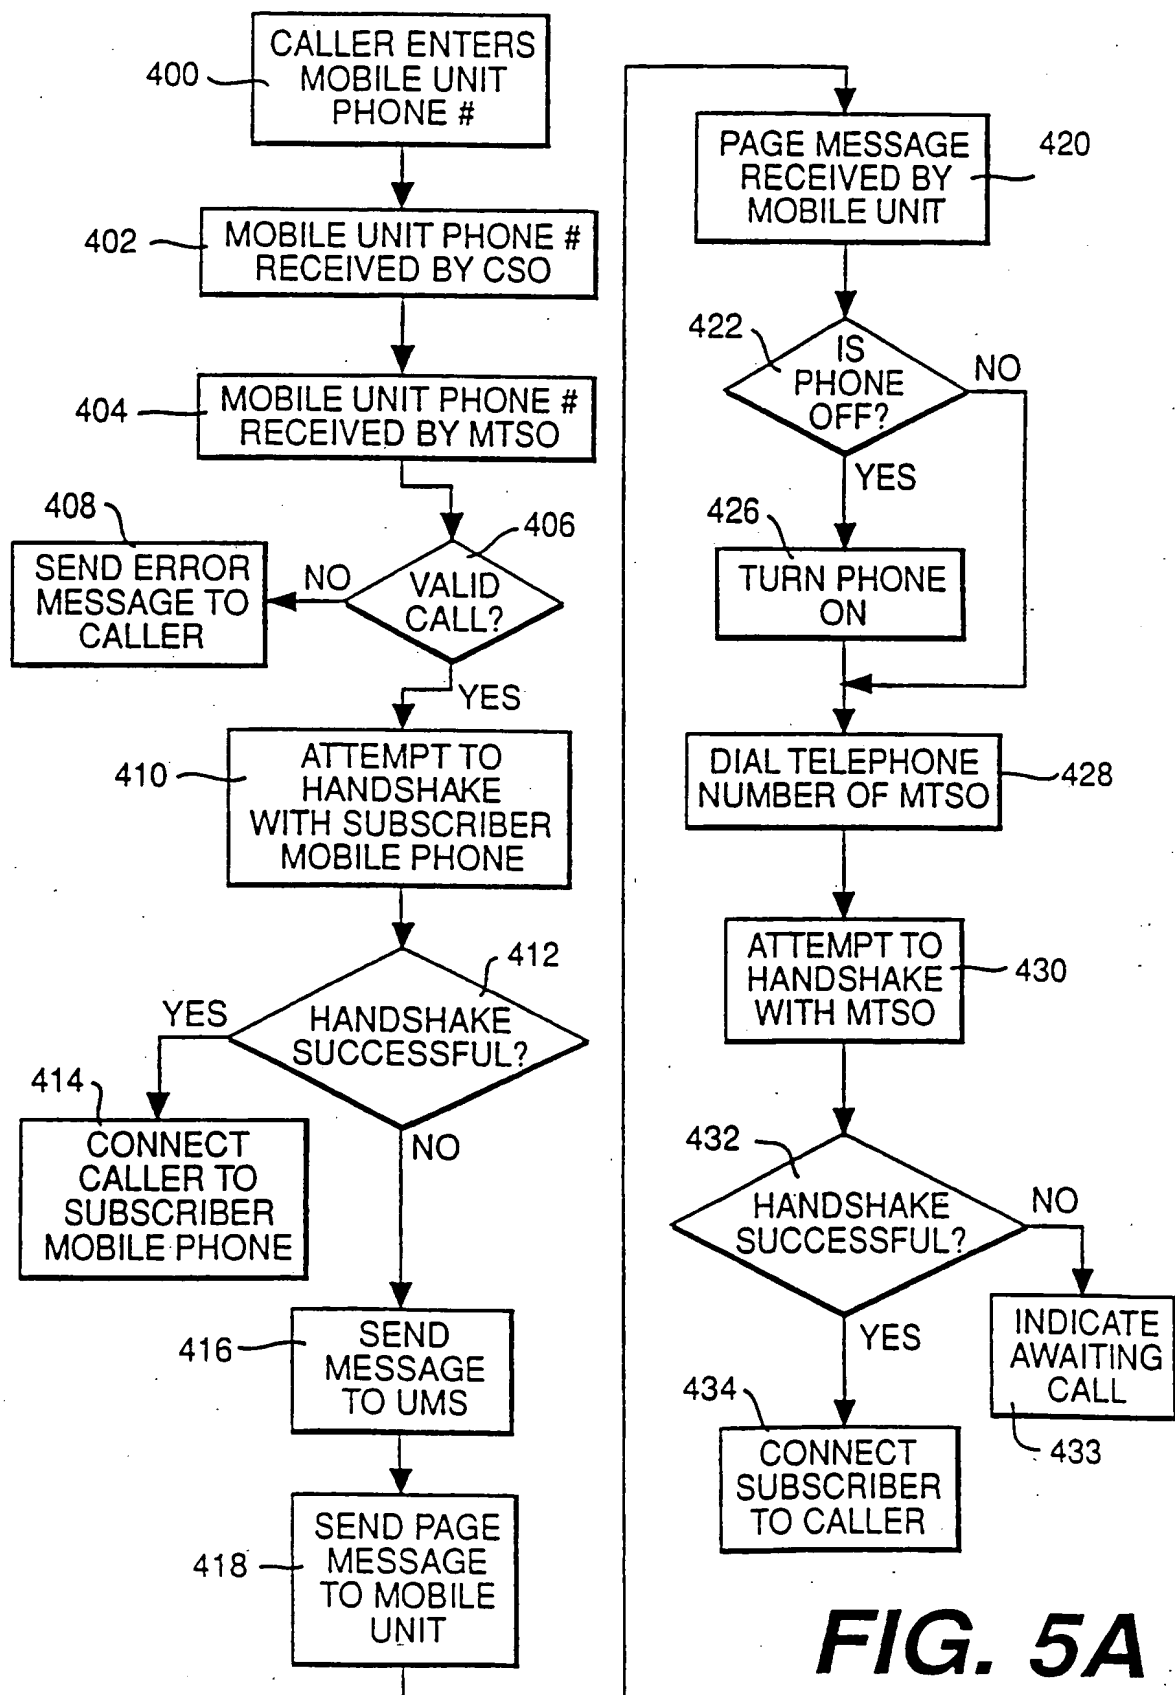 CALLER ENTERS
MOBILE UNIT
PHONE #
400
MOBILE UNIT PHONE #
RECEIVED BY CSO
402
MOBILE UNIT PHONE #
RECEIVED BY MTSO
404
406
VALID
CALL?
NO
408
SEND ERROR
MESSAGE TO
CALLER
YES
410
ATTEMPT TO
HANDSHAKE
WITH SUBSCRIBER
MOBILE PHONE
412
HANDSHAKE
SUCCESSFUL?
YES
414
CONNECT
CALLER TO
SUBSCRIBER
MOBILE PHONE
NO
416
SEND
MESSAGE
TO UMS
418
SEND PAGE
MESSAGE
TO MOBILE
UNIT
PAGE MESSAGE
RECEIVED BY
MOBILE UNIT
420
422
IS
PHONE
OFF?
NO
YES
426
TURN PHONE
ON
DIAL TELEPHONE
NUMBER OF MTSO
428
ATTEMPT TO
HANDSHAKE
WITH MTSO
430
432
HANDSHAKE
SUCCESSFUL?
NO
INDICATE
AWAITING
CALL
433
YES
434
CONNECT
SUBSCRIBER
TO CALLER
FIG. 5A